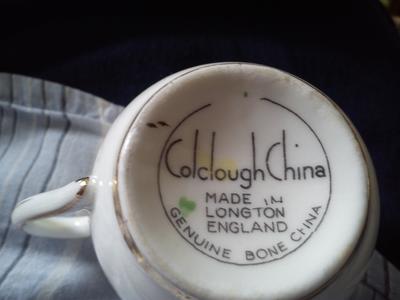 Colclough China
MADE IN
LONGTON
ENGLAND
GENUINE BONE CHINA